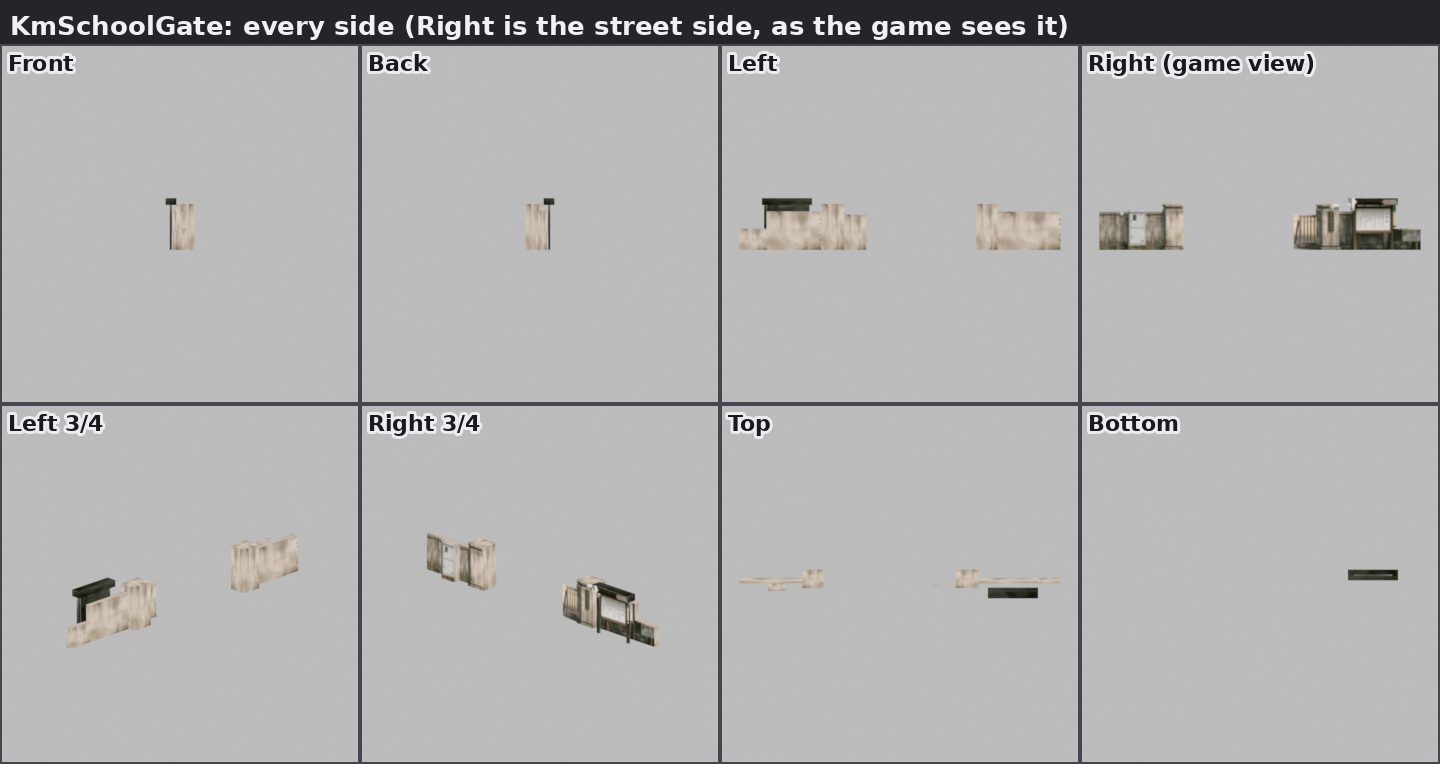 KmSchoolGate: every side (Right is the street side, as the game sees it)
Front
Back
Left
Right (game view)
Left 3/4
Right 3/4
Top
Bottom